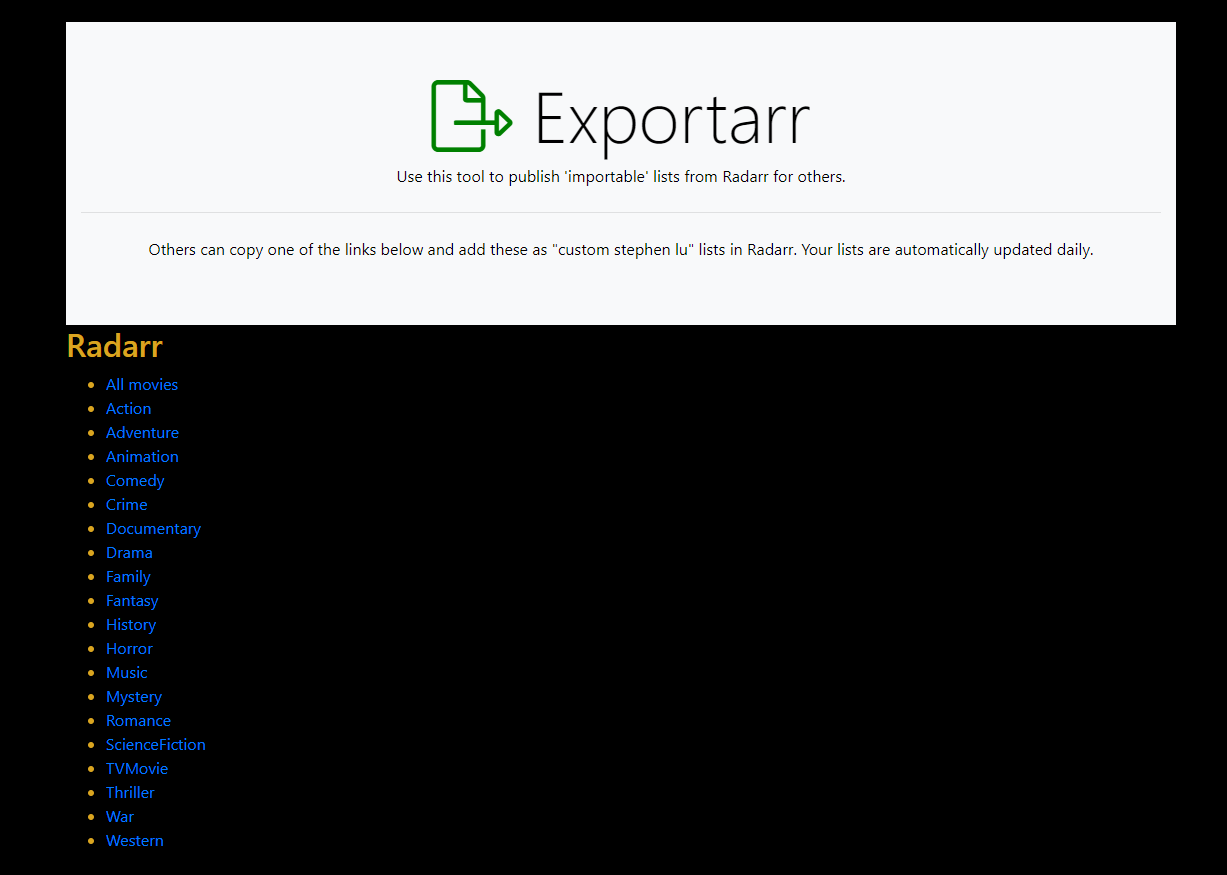 Exportarr
Use this tool to publish 'importable' lists from Radarr for others.
Others can copy one of the links below and add these as "custom stephen lu" lists in Radarr. Your lists are automatically updated daily.
Radarr
All movies
Action
Adventure
Animation
Comedy
Crime
Documentary
Drama
Family
Fantasy
History
Horror
Music
Mystery
Romance
ScienceFiction
TVMovie
Thriller
War
Western